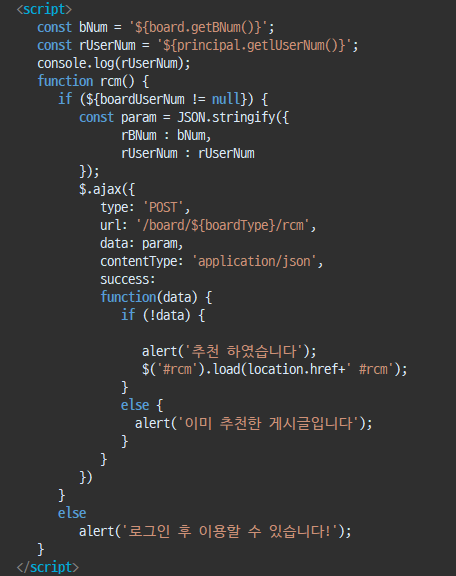 <script>
const bNum = '${board.getBNum()}';
const rUserNum = '${principal.getlUserNum()}';
console.log(rUserNum);
function rcm() {
if (${boardUserNum != null}) {
const param = JSON.stringify({
rBNum : bNum,
rUserNum : rUserNum
});
$.ajax({
type: 'POST',
url: '/board/${boardType}/rcm',
data: param,
contentType: 'application/json',
success:
function(data) {
if (!data) {
alert('추천 하였습니다');
$('#rcm').load(location.href+' #rcm');
}
else {
alert('이미 추천한 게시글입니다');
}
}
})
}
else
alert('로그인 후 이용할 수 있습니다!');
}
</script>